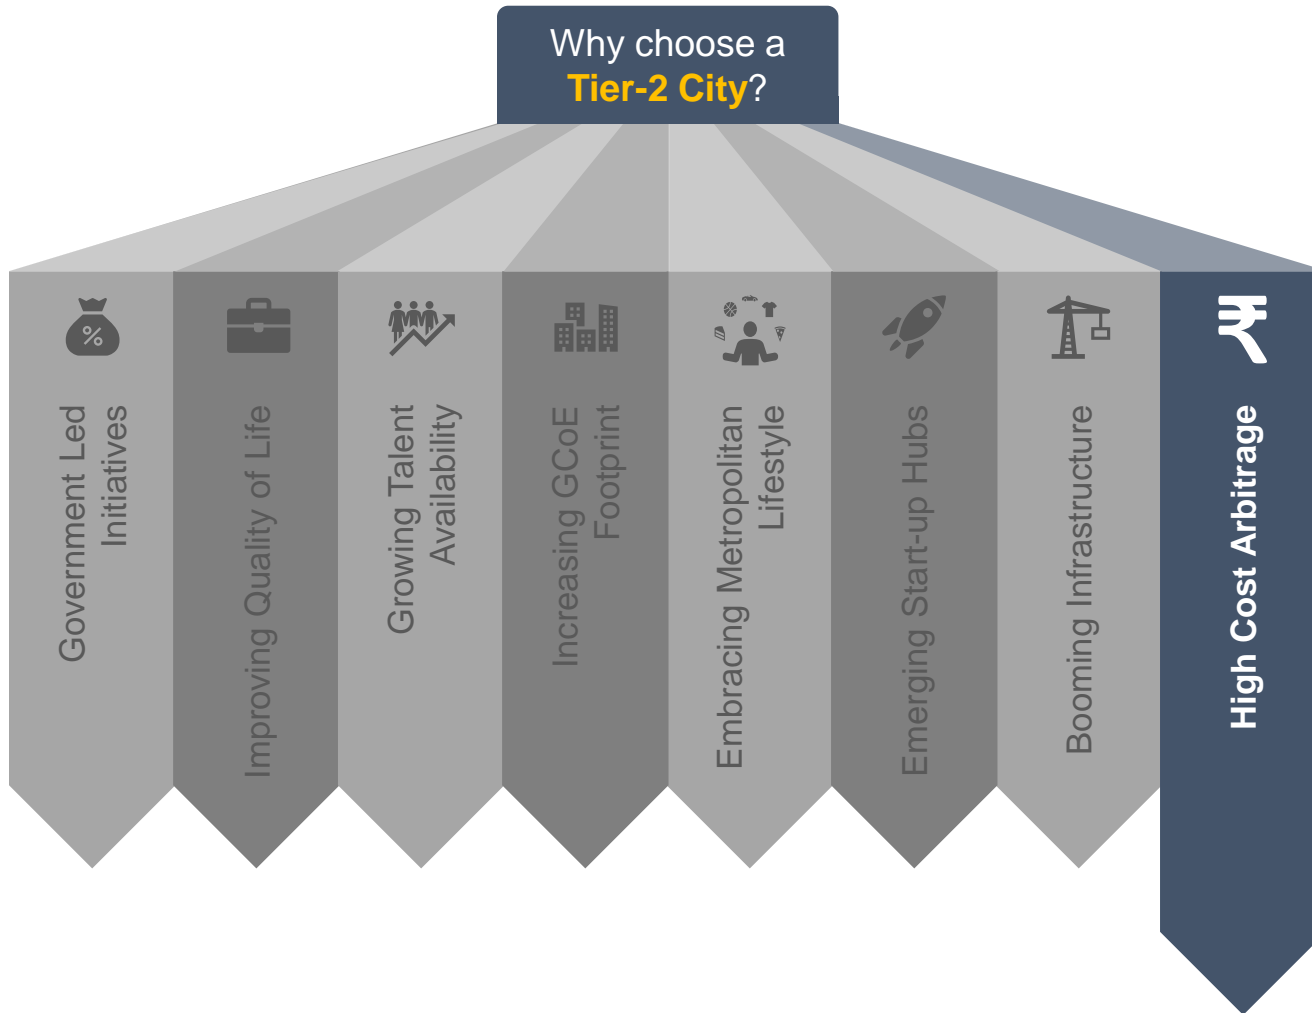 Why choose a
Tier-2 City?
%
Government Led
Initiatives
Improving Quality of Life
Growing Talent
Availability
Increasing GCoE
Footprint
Embracing Metropolitan
Lifestyle
Emerging Start-up Hubs
Booming Infrastructure
₹
High Cost Arbitrage